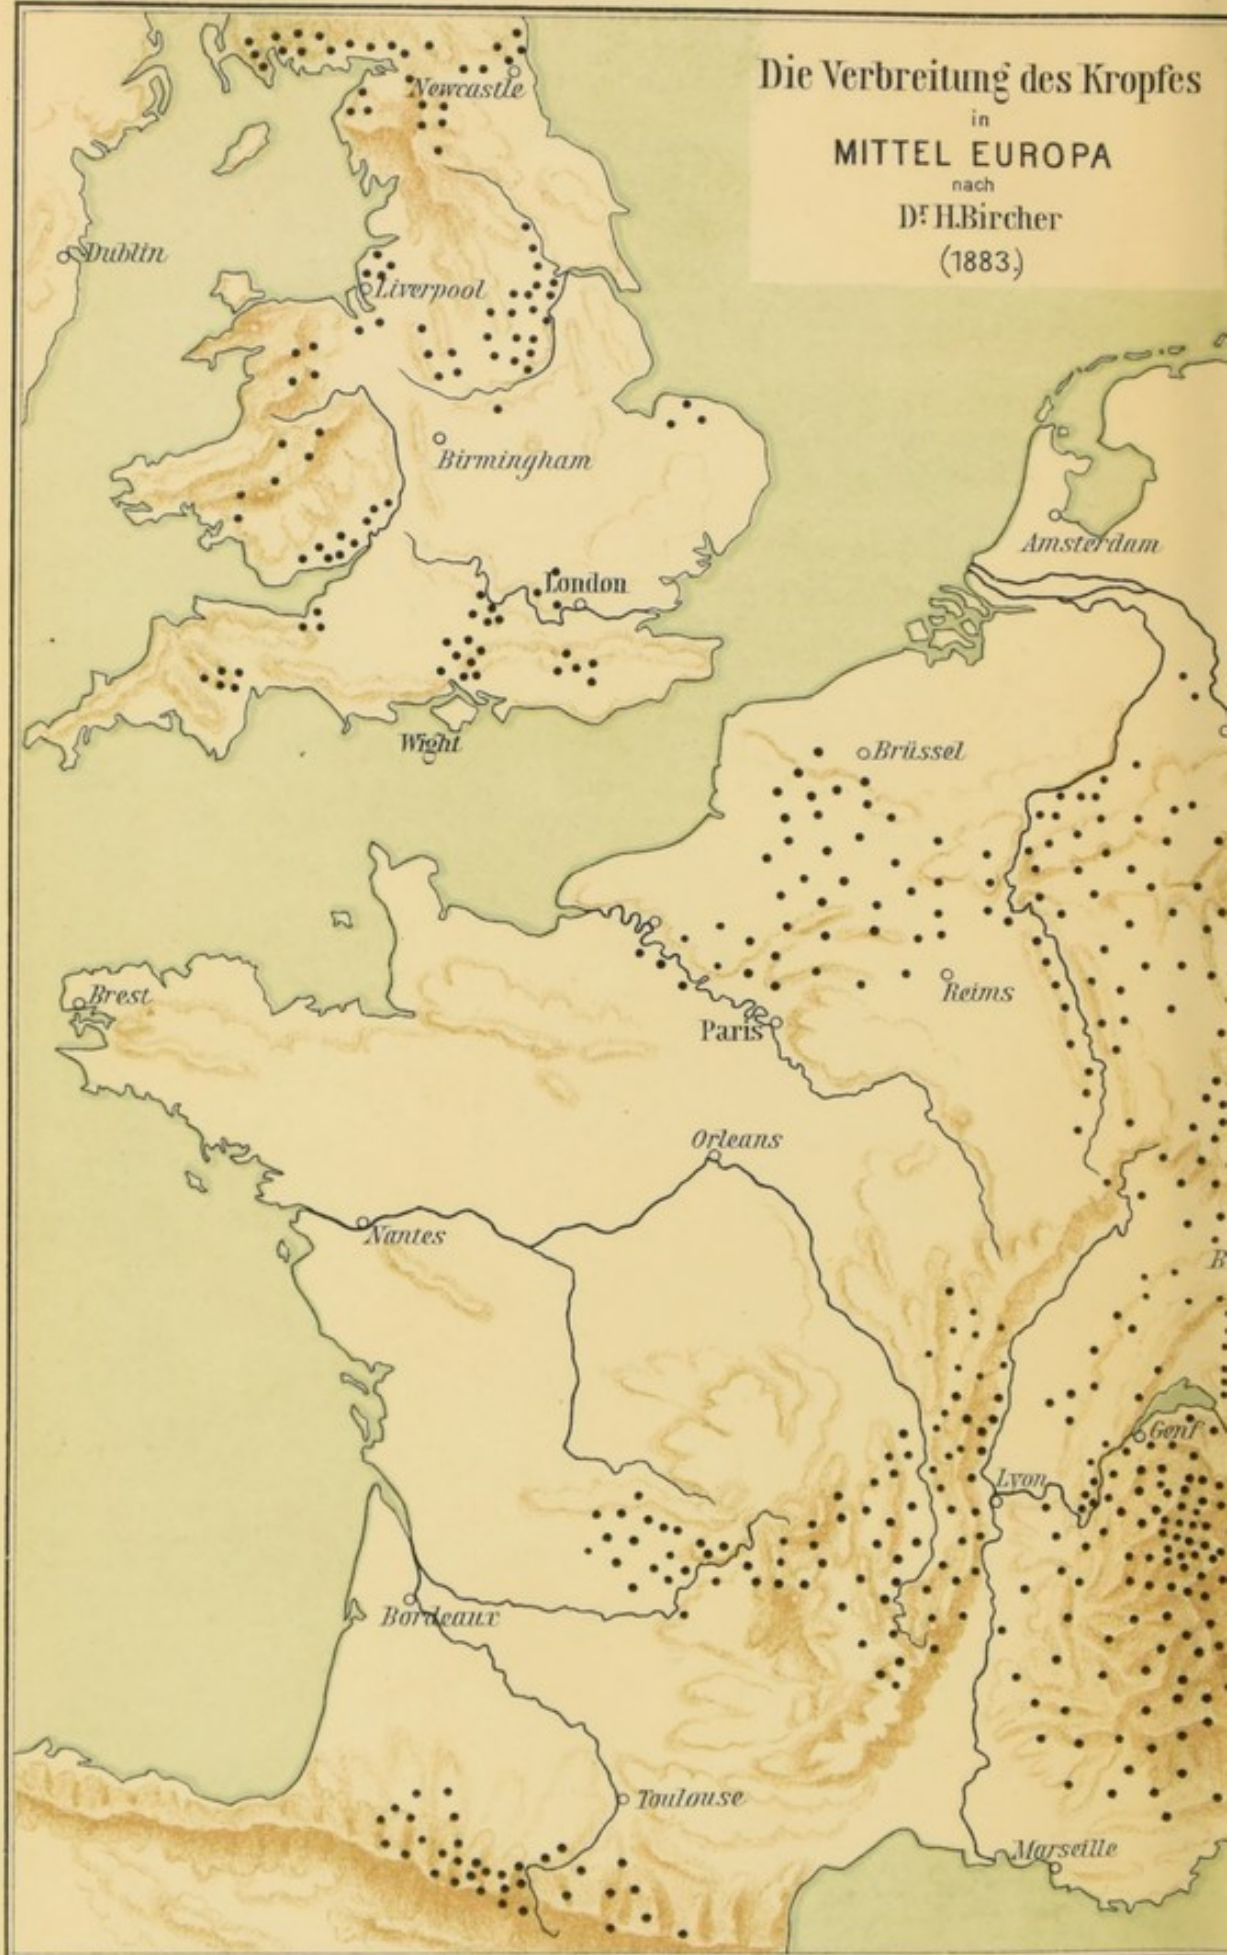 Die Verbreitung des Kropfes
in
MITTEL EUROPA
nach
Dr H.Bircher
(1883.)
Newcastle
Dublin
Liverpool
Birmingham
London
Wight
Amsterdam
Brüssel
Reims
Paris
Brest
Orleans
Nantes
Genf
Lyon
Bordeaux
Toulouse
Marseille